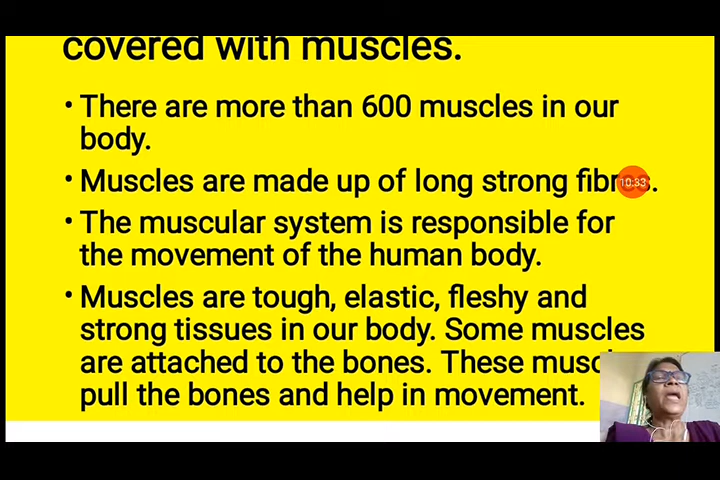 covered with muscles.
• There are more than 600 muscles in our
body.
• Muscles are made up of long strong
10:33
• The muscular system is responsible for
the movement of the human body.
• Muscles are tough, elastic, fleshy and
strong tissues in our body. Some muscles
are attached to the bones. These
pull the bones and help in movement.